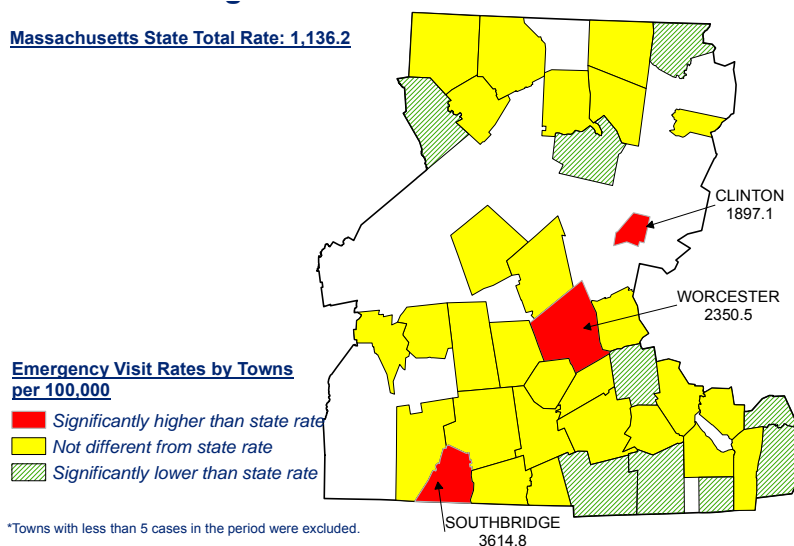 Massachusetts State Total Rate: 1,136.2
CLINTON
1897.1
WORCESTER
2350.5
Emergency Visit Rates by Towns
per 100,000
Significantly higher than state rate
Not different from state rate
Significantly lower than state rate
*Towns with less than 5 cases in the period were excluded.
SOUTHBRIDGE
3614.8